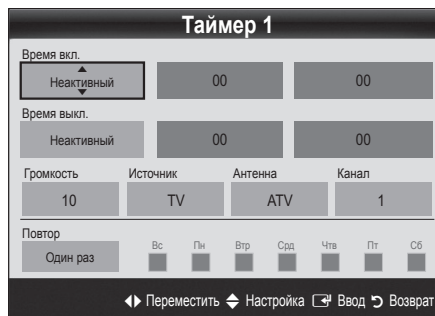 Таймер 1
Время вкл.
Неактивный 00 00
Время выкл.
Неактивный 00 00
Громкость Источник Антенна Канал
10 TV ATV 1
Повтор
Вс Пн Втр Срд Чтв Пт Сб
Один раз
Переместить Настройка Ввод Возврат